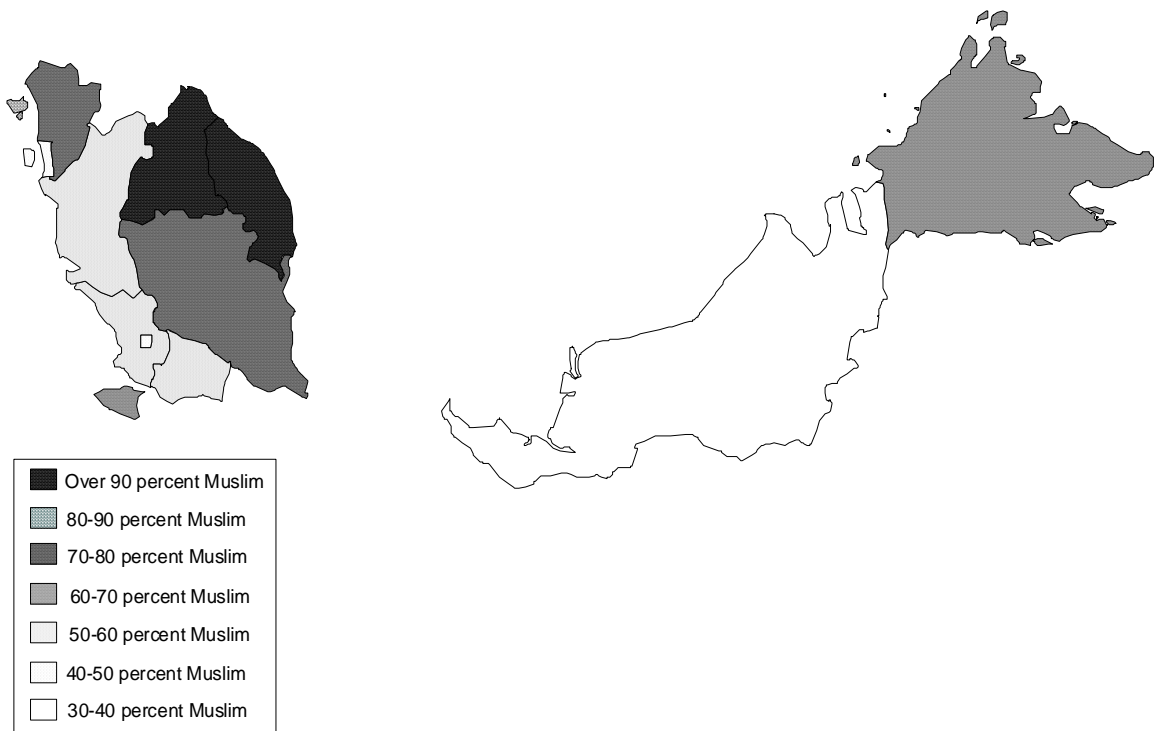 Over 90 percent Muslim
80-90 percent Muslim
70-80 percent Muslim
60-70 percent Muslim
50-60 percent Muslim
40-50 percent Muslim
30-40 percent Muslim